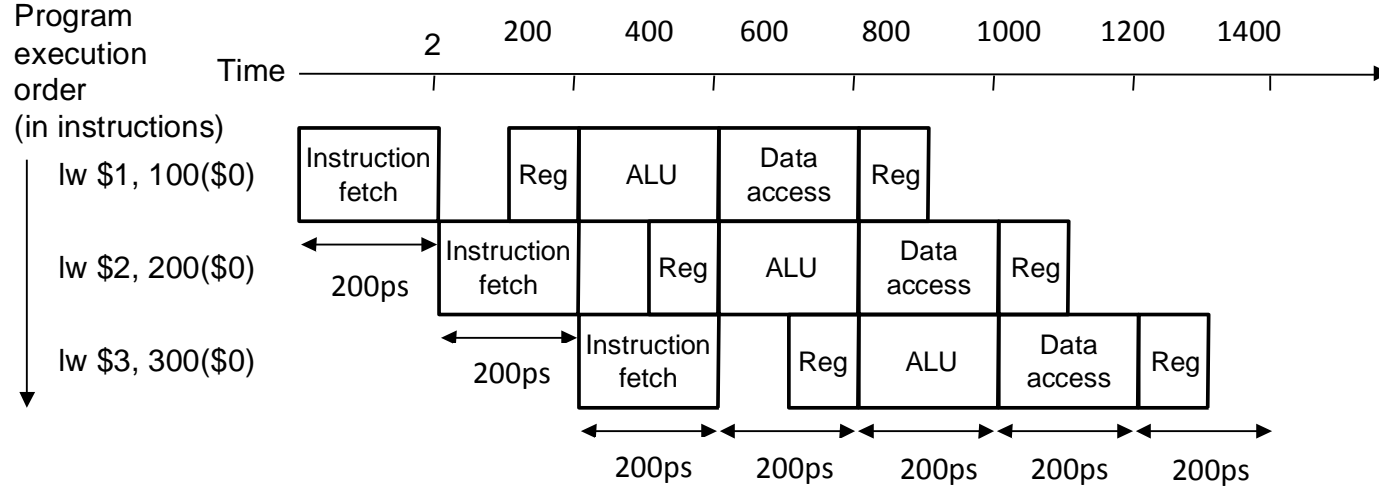 Program
execution
order
(in instructions)
Time
2 200 400 600 800 1000 1200 1400
lw $1, 100($0)
Instruction
fetch
Reg
ALU
Data
access
Reg
200ps
lw $2, 200($0)
Instruction
fetch
Reg
ALU
Data
access
Reg
200ps
lw $3, 300($0)
Instruction
fetch
Reg
ALU
Data
access
Reg
200ps 200ps 200ps 200ps 200ps